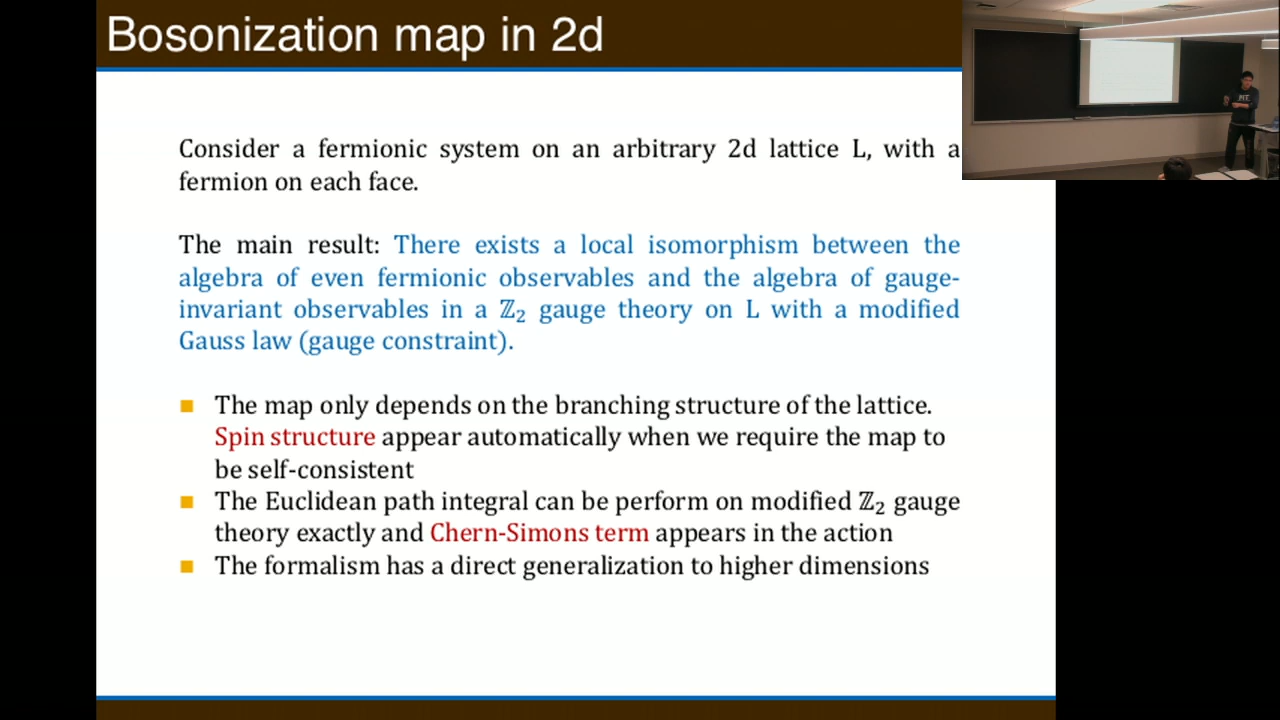 Bosonization map in 2d
Consider a fermionic system on an arbitrary 2d lattice L, with a
fermion on each face.
The main result: There exists a local isomorphism between the
algebra of even fermionic observables and the algebra of gauge-
invariant observables in a ℤ₂ gauge theory on L with a modified
Gauss law (gauge constraint).
■ The map only depends on the branching structure of the lattice.
Spin structure appear automatically when we require the map to
be self-consistent
■ The Euclidean path integral can be perform on modified ℤ₂ gauge
theory exactly and Chern-Simons term appears in the action
■ The formalism has a direct generalization to higher dimensions